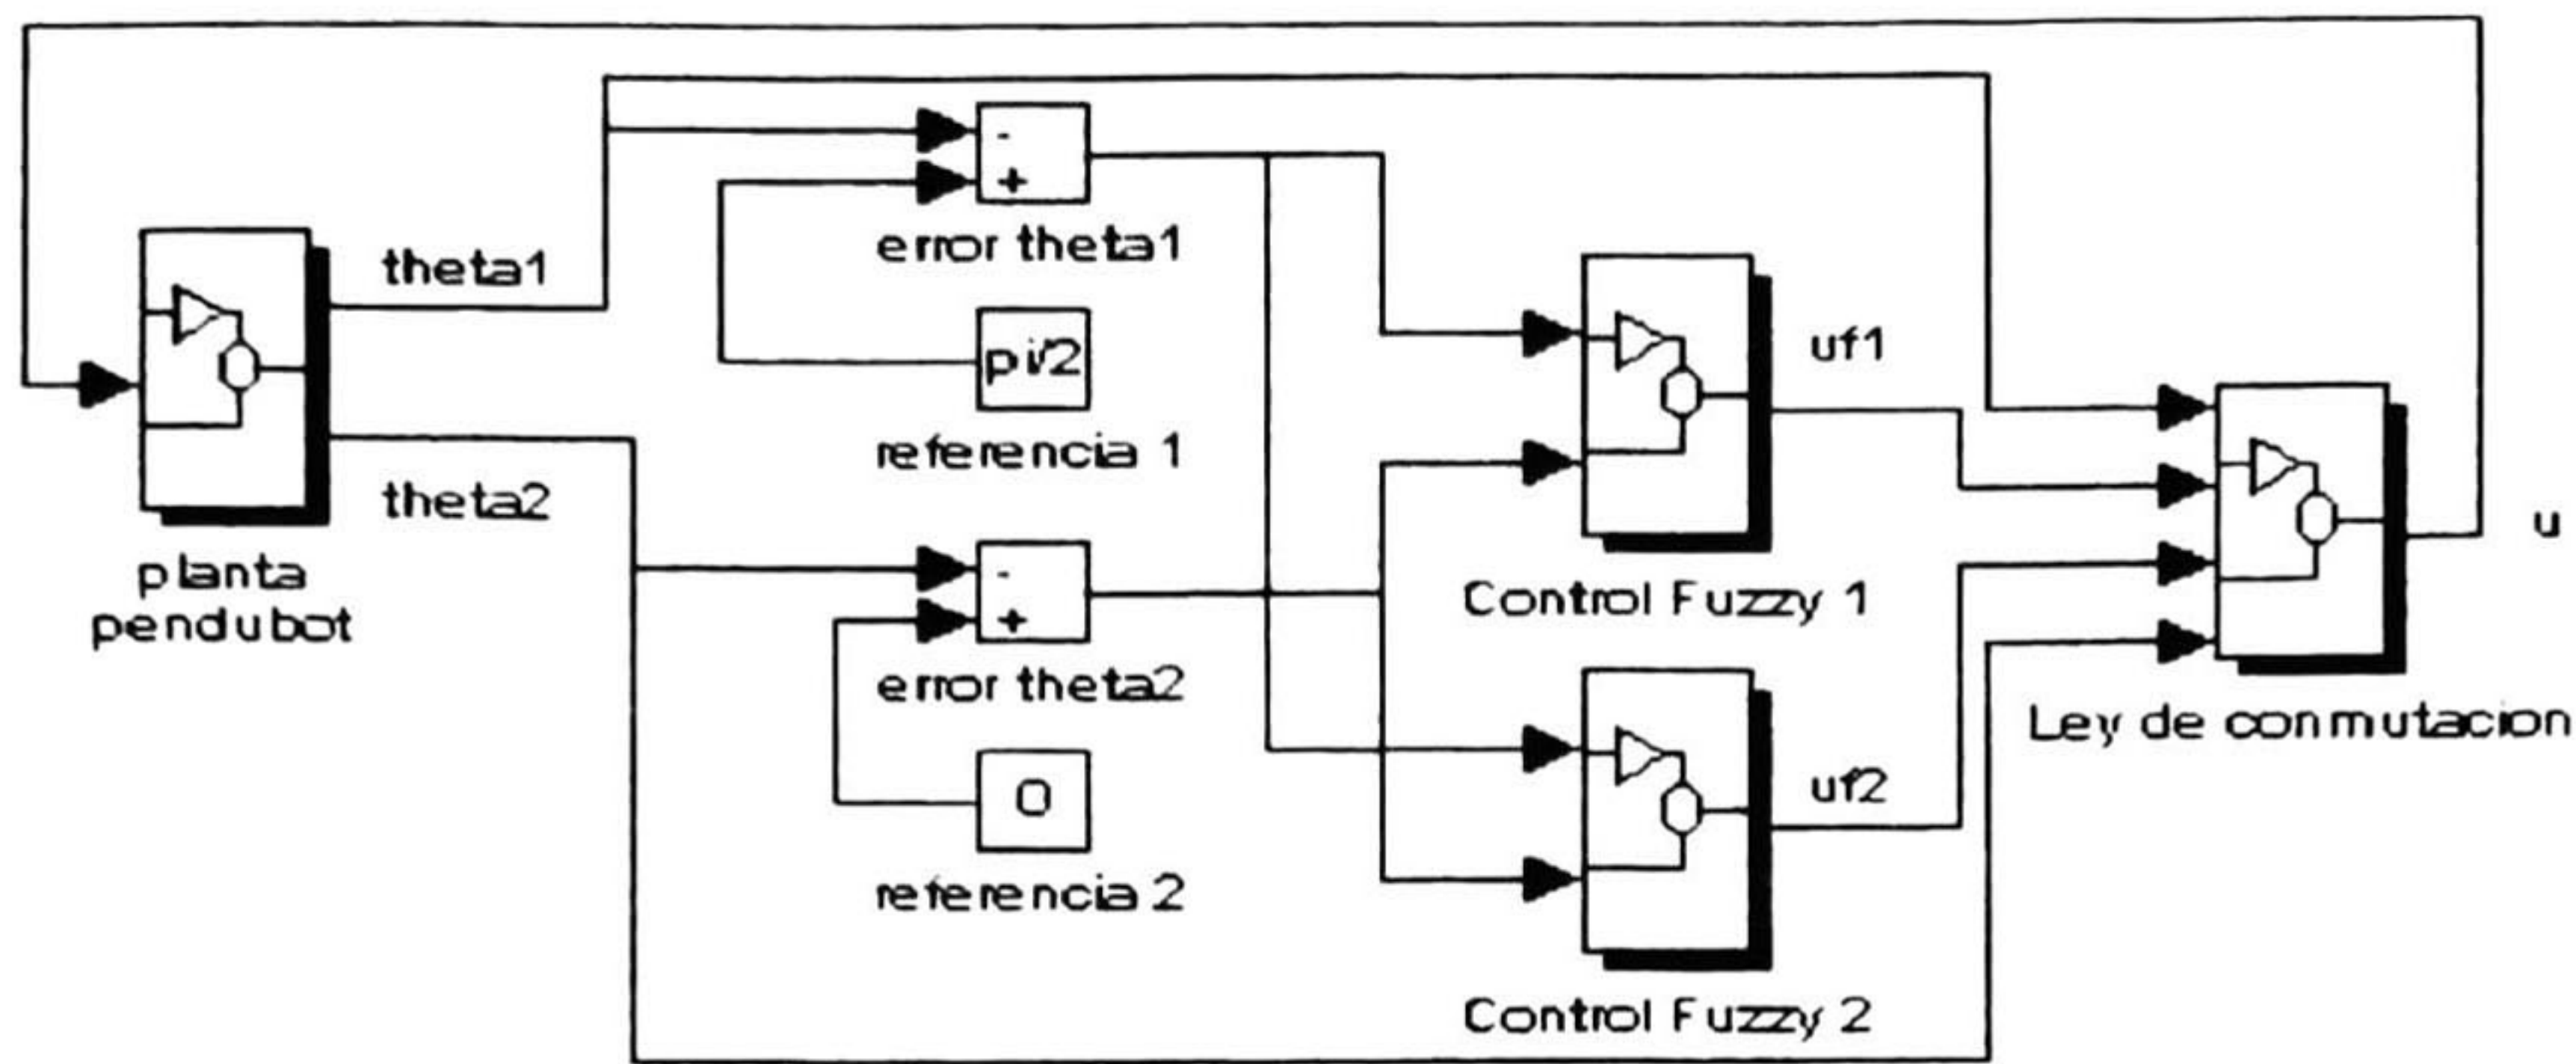 theta1
theta2
planta
pendubot
-
+
error theta1
pi/2
referencia 1
-
+
error theta2
0
referencia 2
uf1
Control Fuzzy 1
uf2
Control Fuzzy 2
u
Ley de conmutacion